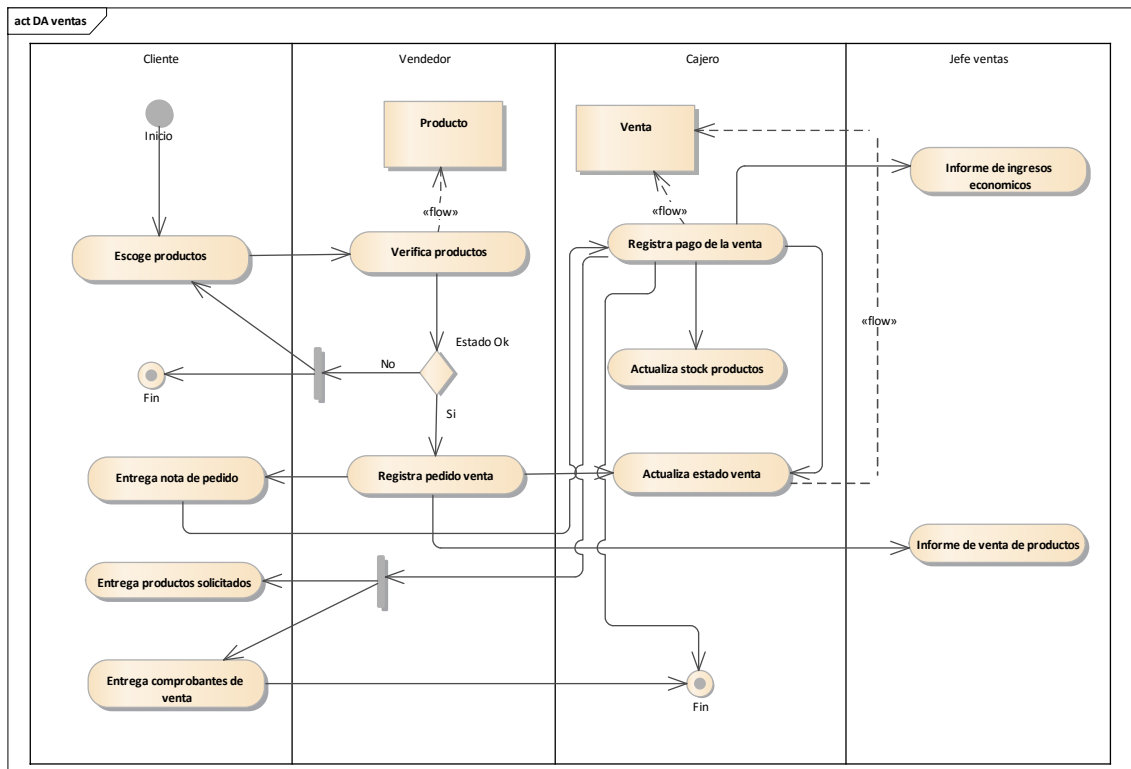 act DA ventas
Cliente
Vendedor
Cajero
Jefe ventas
Inicio
Producto
Venta
Informe de ingresos
economicos
«flow»
«flow»
Escoge productos
Verifica productos
Registra pago de la venta
«flow»
Estado Ok
No
Actualiza stock productos
Fin
Si
Entrega nota de pedido
Registra pedido venta
Actualiza estado venta
Informe de venta de productos
Entrega productos solicitados
Entrega comprobantes de
venta
Fin